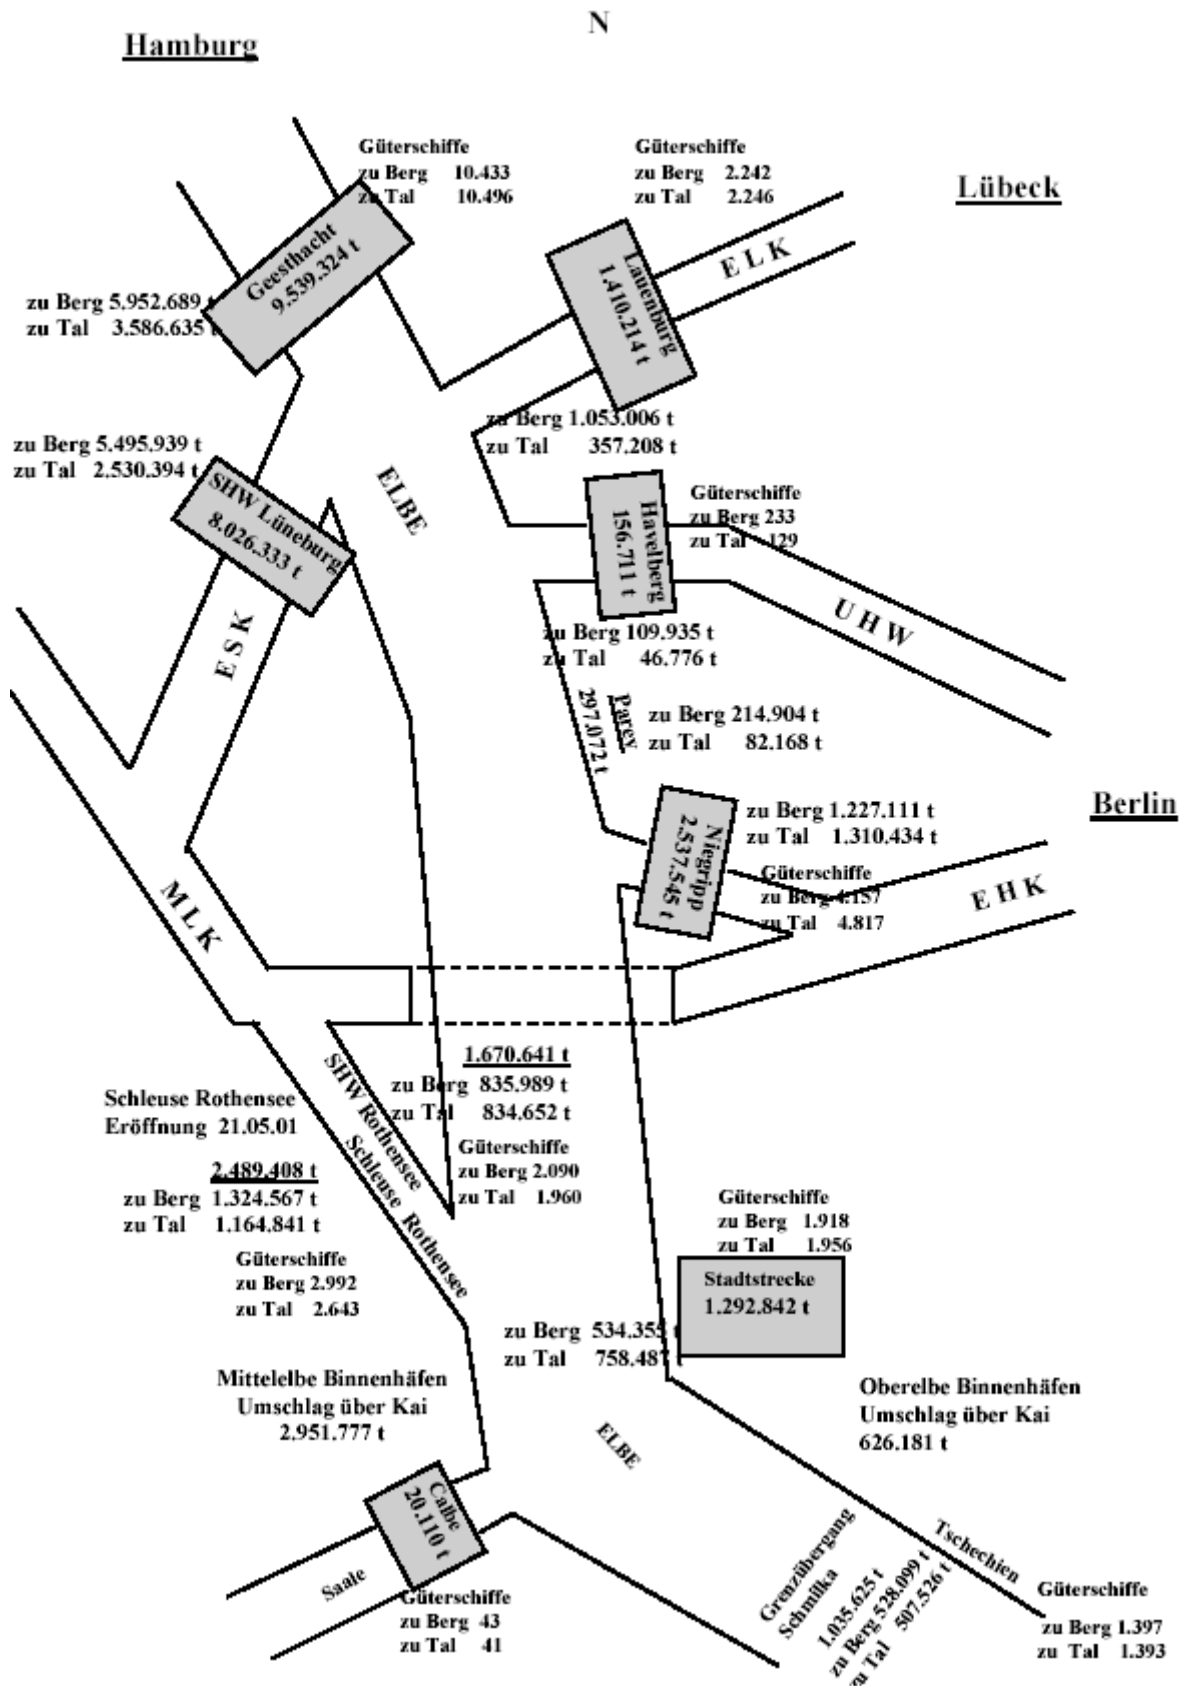 N
Hamburg
Güterschiffe
zu Berg 10.433
zu Tal 10.496
Güterschiffe
zu Berg 2.242
zu Tal 2.246
Lübeck
Geesthacht
9.539.324 t
Lauenburg
1.410.214 t
E L K
zu Berg 5.952.689 t
zu Tal 3.586.635 t
zu Berg 1.053.006 t
zu Tal 357.208 t
zu Berg 5.495.939 t
zu Tal 2.530.394 t
SHW Lüneburg
8.026.333 t
ELBE
Havelberg
156.711 t
Güterschiffe
zu Berg 233
zu Tal 129
U H W
zu Berg 109.935 t
zu Tal 46.776 t
E S K
Parey
297.072 t
zu Berg 214.904 t
zu Tal 82.168 t
Berlin
Niegripp
2.537.545 t
zu Berg 1.227.111 t
zu Tal 1.310.434 t
Güterschiffe
zu Berg 4.157
zu Tal 4.817
E H K
M L K
1.670.641 t
zu Berg 835.989 t
zu Tal 834.652 t
SHW Rothensee
Schleuse Rothensee
Schleuse Rothensee
Eröffnung 21.05.01
Güterschiffe
zu Berg 2.090
zu Tal 1.960
2.489.408 t
zu Berg 1.324.567 t
zu Tal 1.164.841 t
Güterschiffe
zu Berg 2.992
zu Tal 2.643
Güterschiffe
zu Berg 1.918
zu Tal 1.956
Stadtstrecke
1.292.842 t
zu Berg 534.355 t
zu Tal 758.487 t
Mittelelbe Binnenhäfen
Umschlag über Kai
2.951.777 t
Oberelbe Binnenhäfen
Umschlag über Kai
626.181 t
ELBE
Calbe
20.110 t
Saale
Güterschiffe
zu Berg 43
zu Tal 41
Grenzübergang
Schmilka
1.035.625 t
zu Berg 528.099 t
zu Tal 507.526 t
Tschechien
Güterschiffe
zu Berg 1.397
zu Tal 1.393